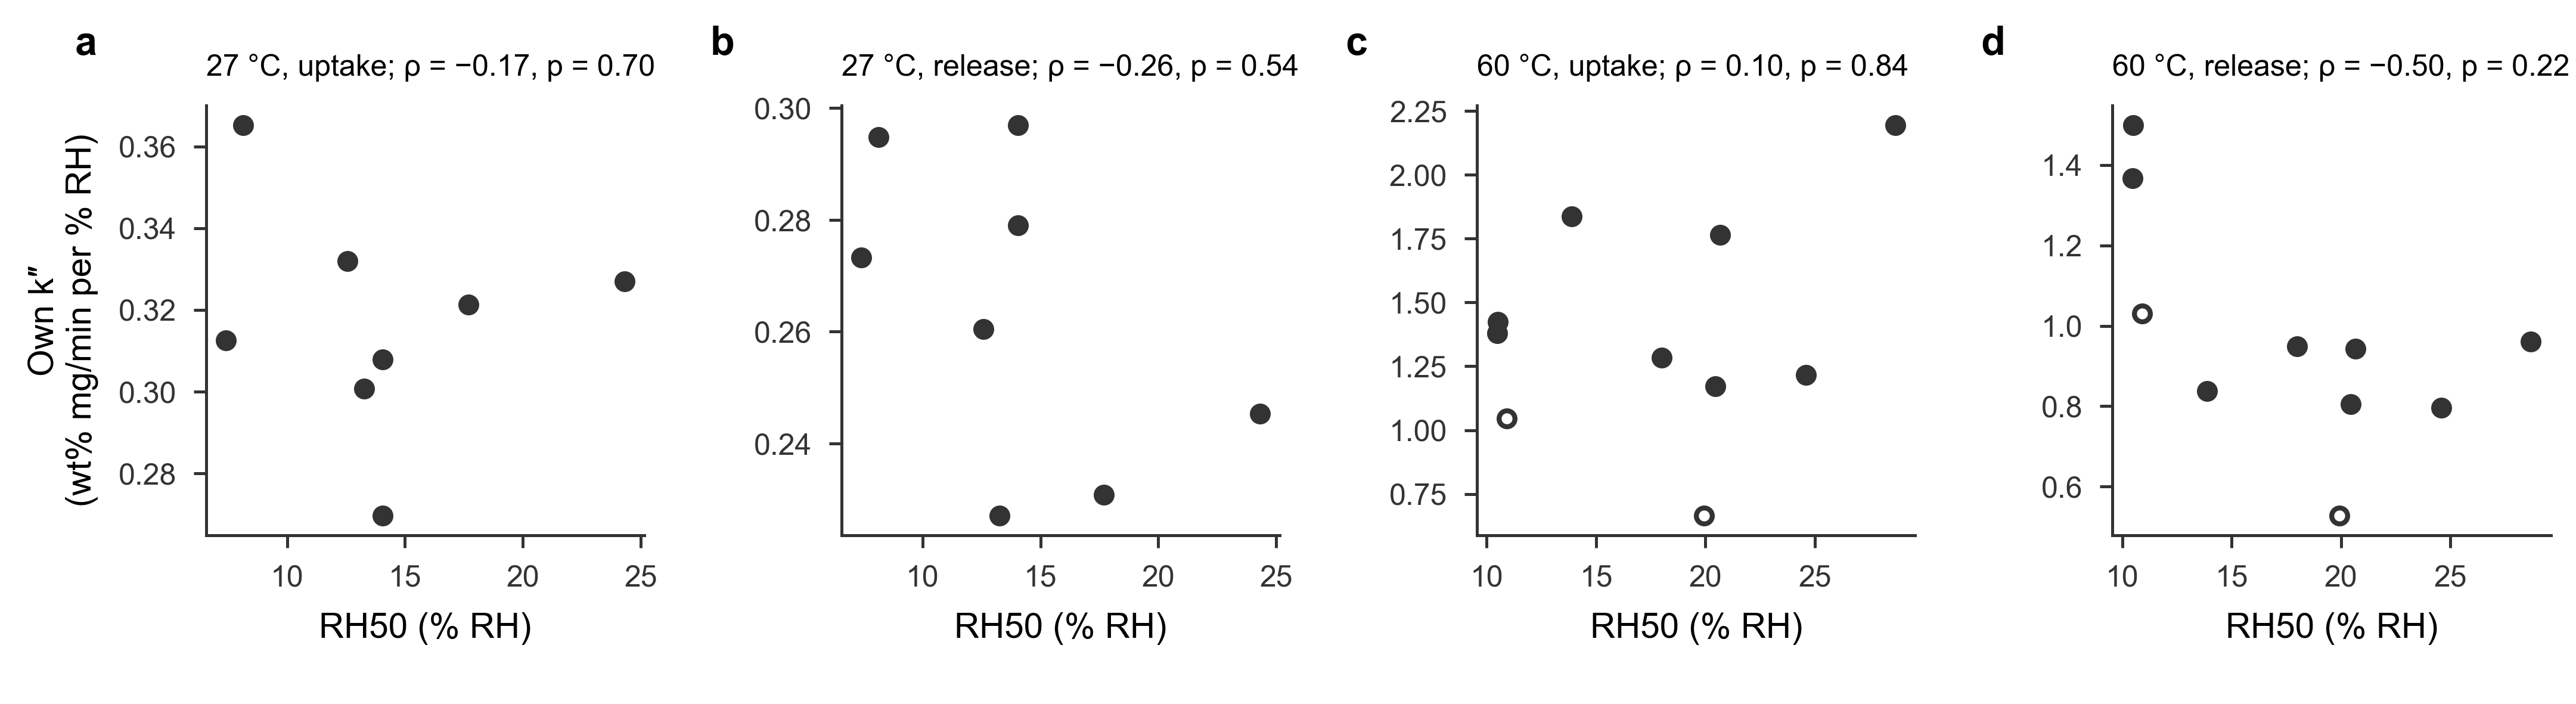 a
27 °C, uptake; ρ = −0.17, p = 0.70
Own k″
(wt% mg/min per % RH)
0.36
0.34
0.32
0.30
0.28
10 15 20 25
RH50 (% RH)
b
27 °C, release; ρ = −0.26, p = 0.54
0.30
0.28
0.26
0.24
10 15 20 25
RH50 (% RH)
c
60 °C, uptake; ρ = 0.10, p = 0.84
2.25
2.00
1.75
1.50
1.25
1.00
0.75
10 15 20 25
RH50 (% RH)
d
60 °C, release; ρ = −0.50, p = 0.22
1.4
1.2
1.0
0.8
0.6
10 15 20 25
RH50 (% RH)